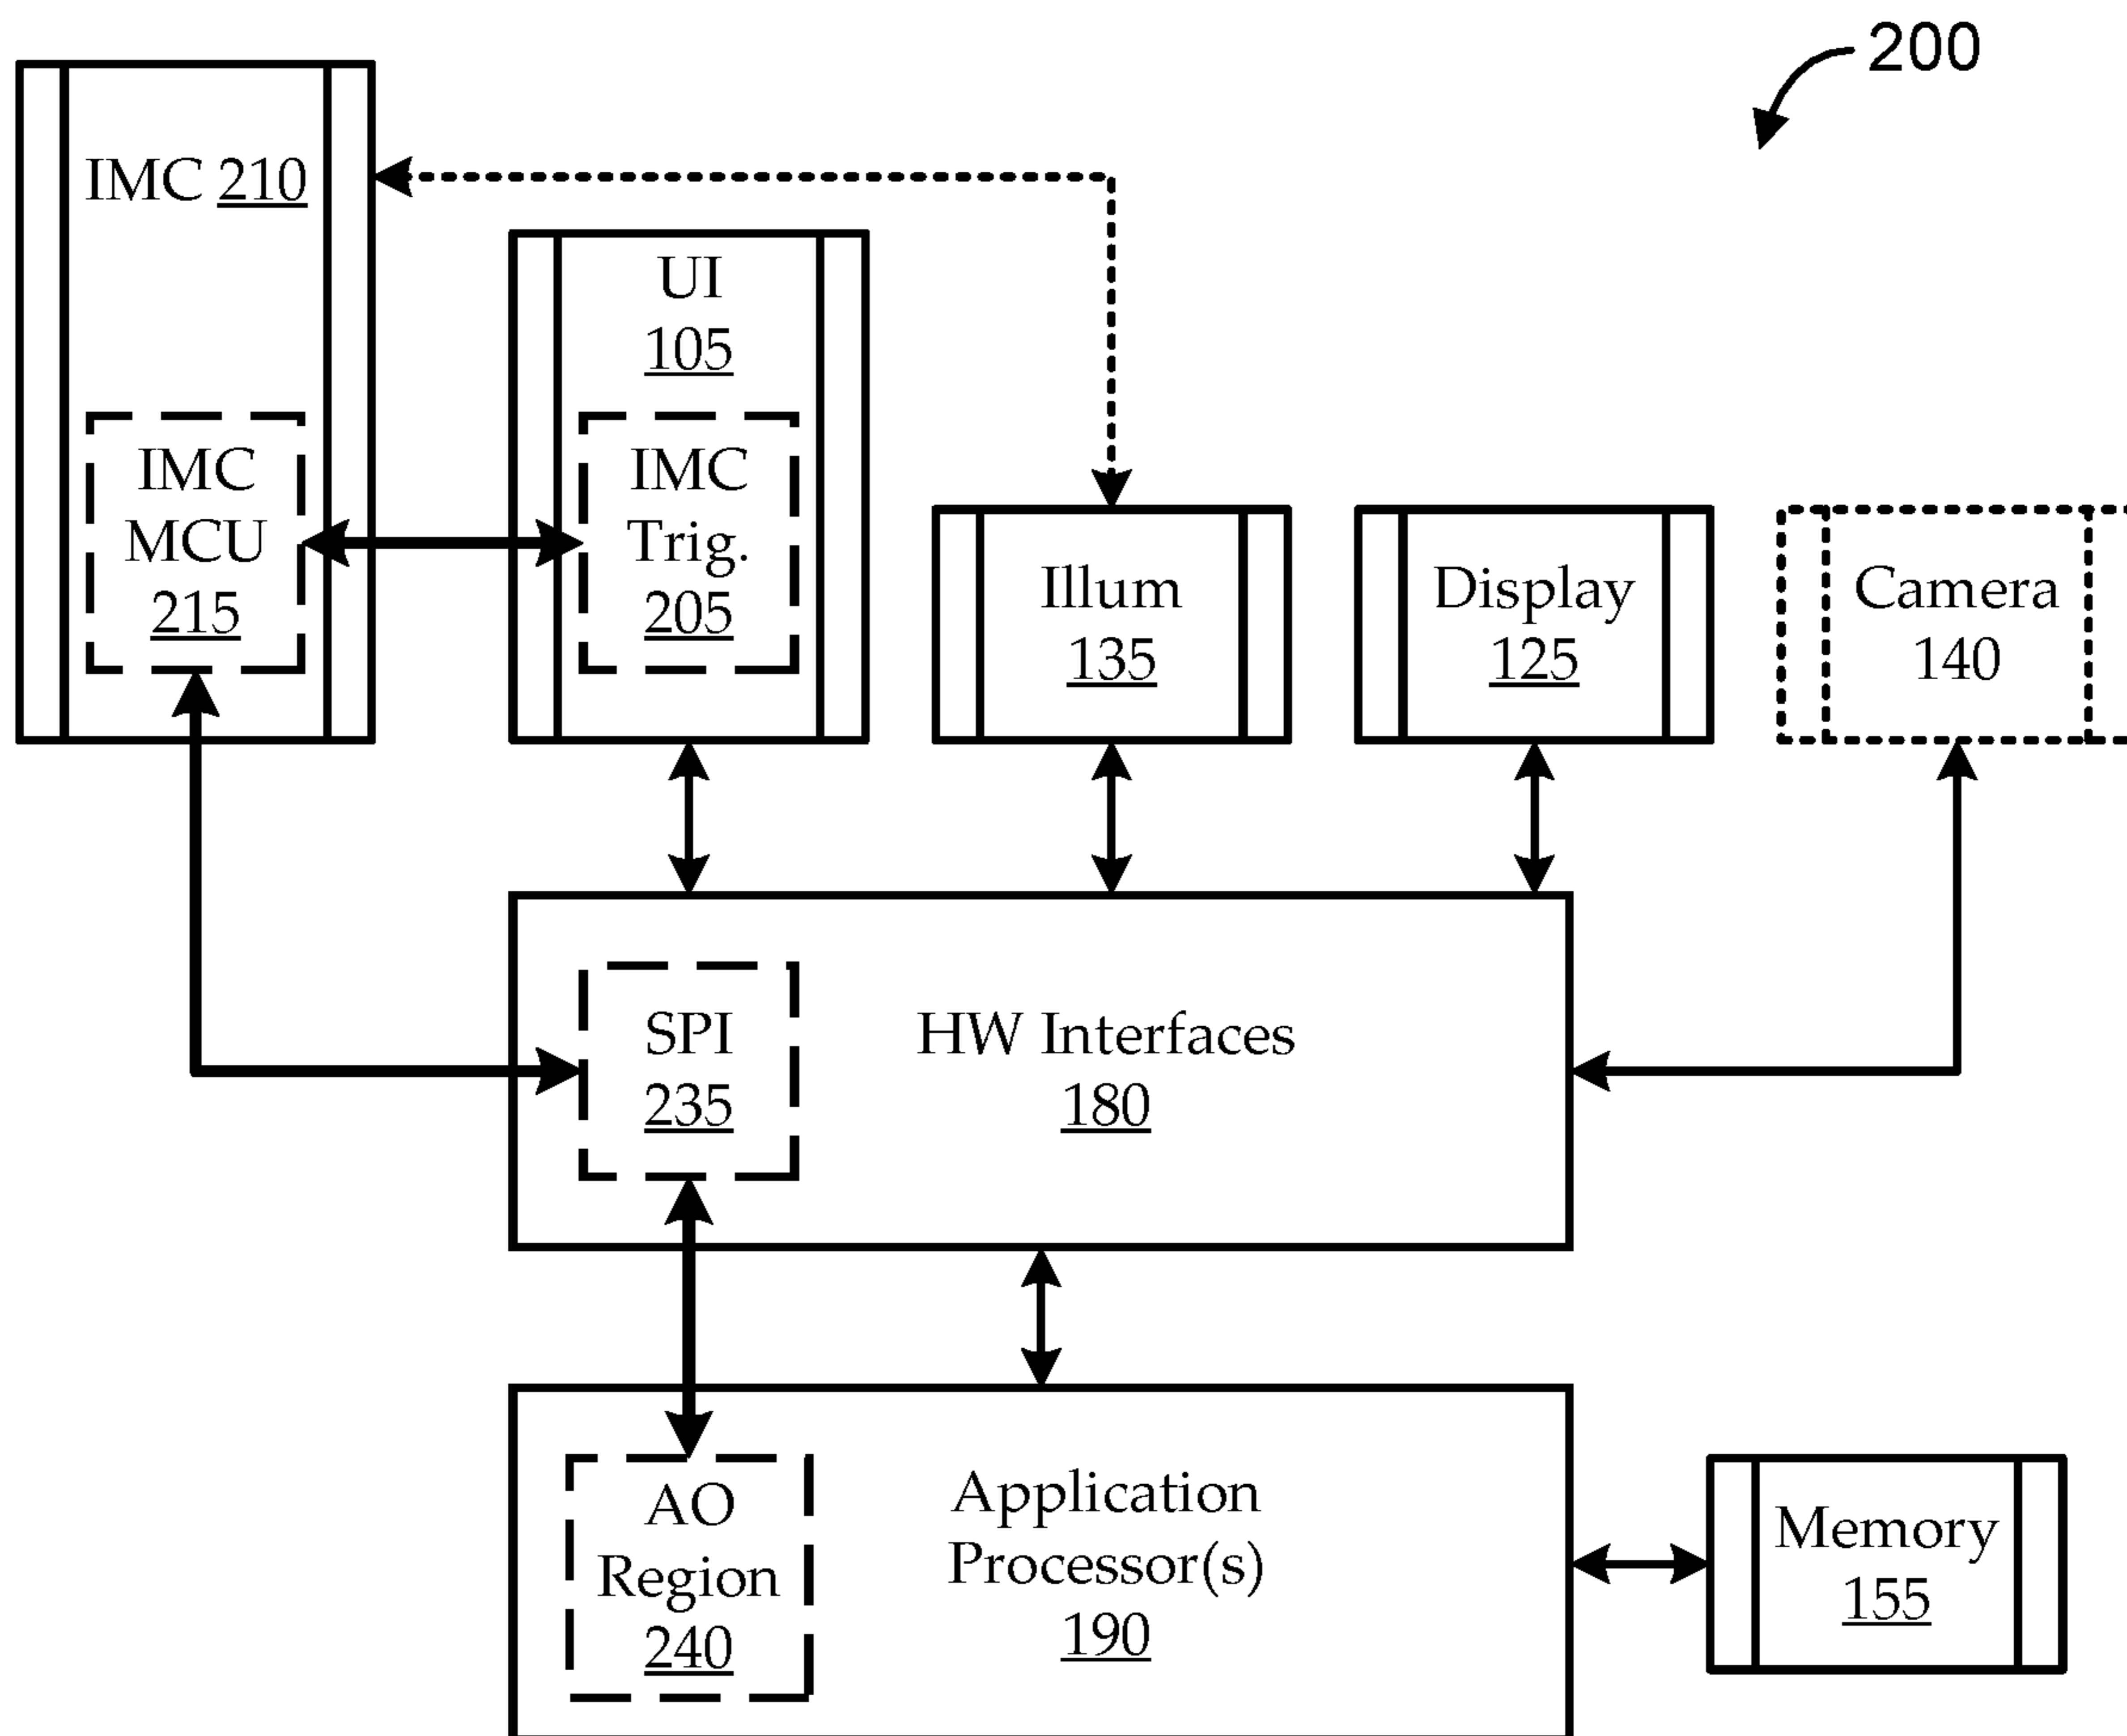 200
IMC 210
UI
105
IMC
MCU
215
IMC
Trig.
205
Illum
135
Display
125
Camera
140
SPI
235
HW Interfaces
180
AO
Region
240
Application
Processor(s)
190
Memory
155